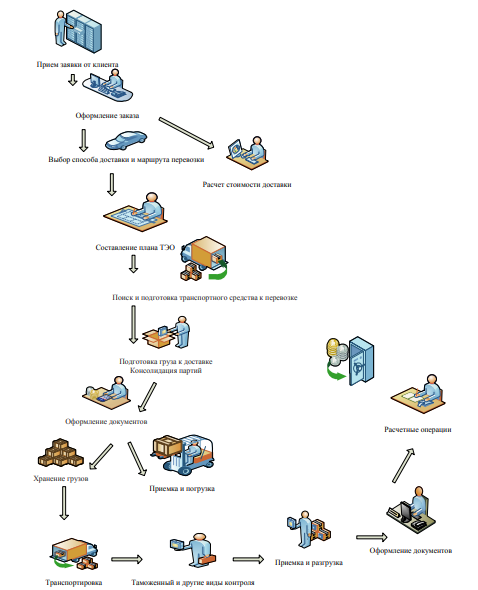 Прием заявки от клиента
Оформление заказа
Выбор способа доставки и маршрута перевозки
Расчет стоимости доставки
Составление плана ТЭО
Поиск и подготовка транспортного средства к перевозке
Подготовка груза к доставке
Консолидация партий
Оформление документов
Расчетные операции
Хранение грузов
Приемка и погрузка
Оформление документов
Приемка и разгрузка
Транспортировка
Таможенный и другие виды контроля